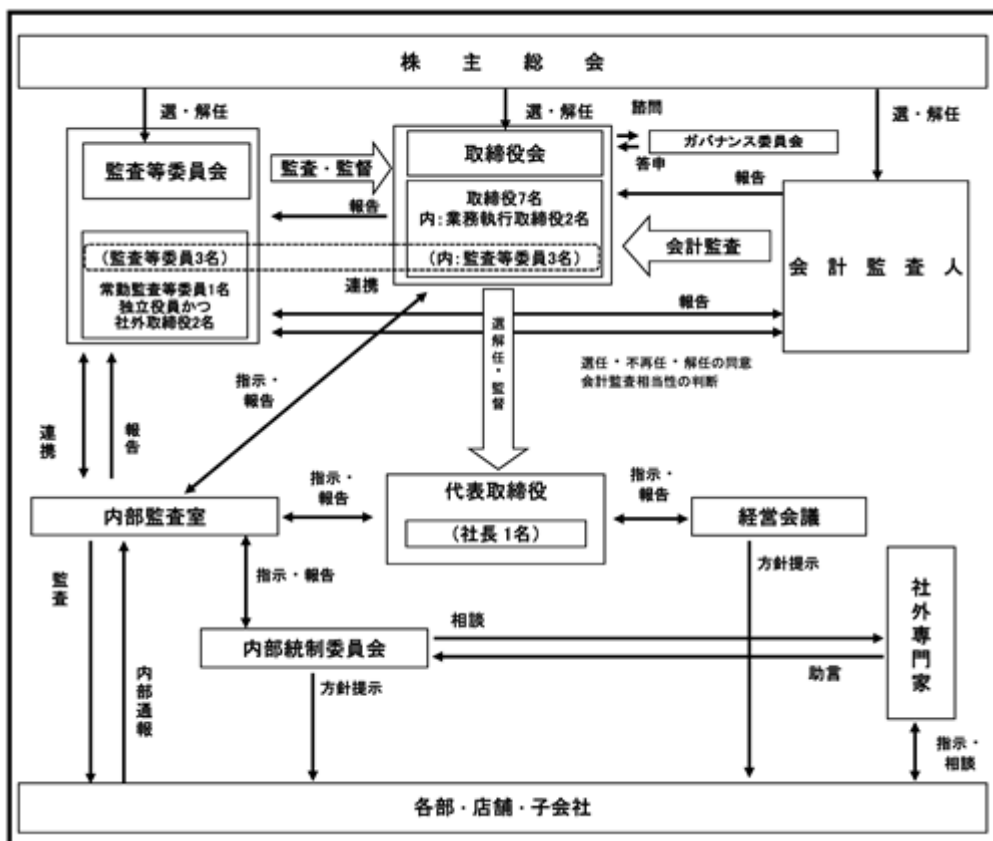 株主総会
選・解任
選・解任
諮問
選・解任
監査等委員会
監査・監督
取締役会
ガバナンス委員会
答申
取締役7名
内:業務執行取締役2名
報告
報告
(監査等委員3名)
(内:監査等委員3名)
会計監査
会計監査人
常勤監査等委員1名
独立役員かつ
社外取締役2名
連携
報告
選解任・監督
選任・不再任・解任の同意
会計監査相当性の判断
指示・
報告
連携
報告
内部監査室
指示・
報告
代表取締役
(社長1名)
指示・
報告
経営会議
監査
指示・報告
方針提示
社外専門家
内部統制委員会
相談
助言
内部通報
方針提示
指示・
相談
各部・店舗・子会社